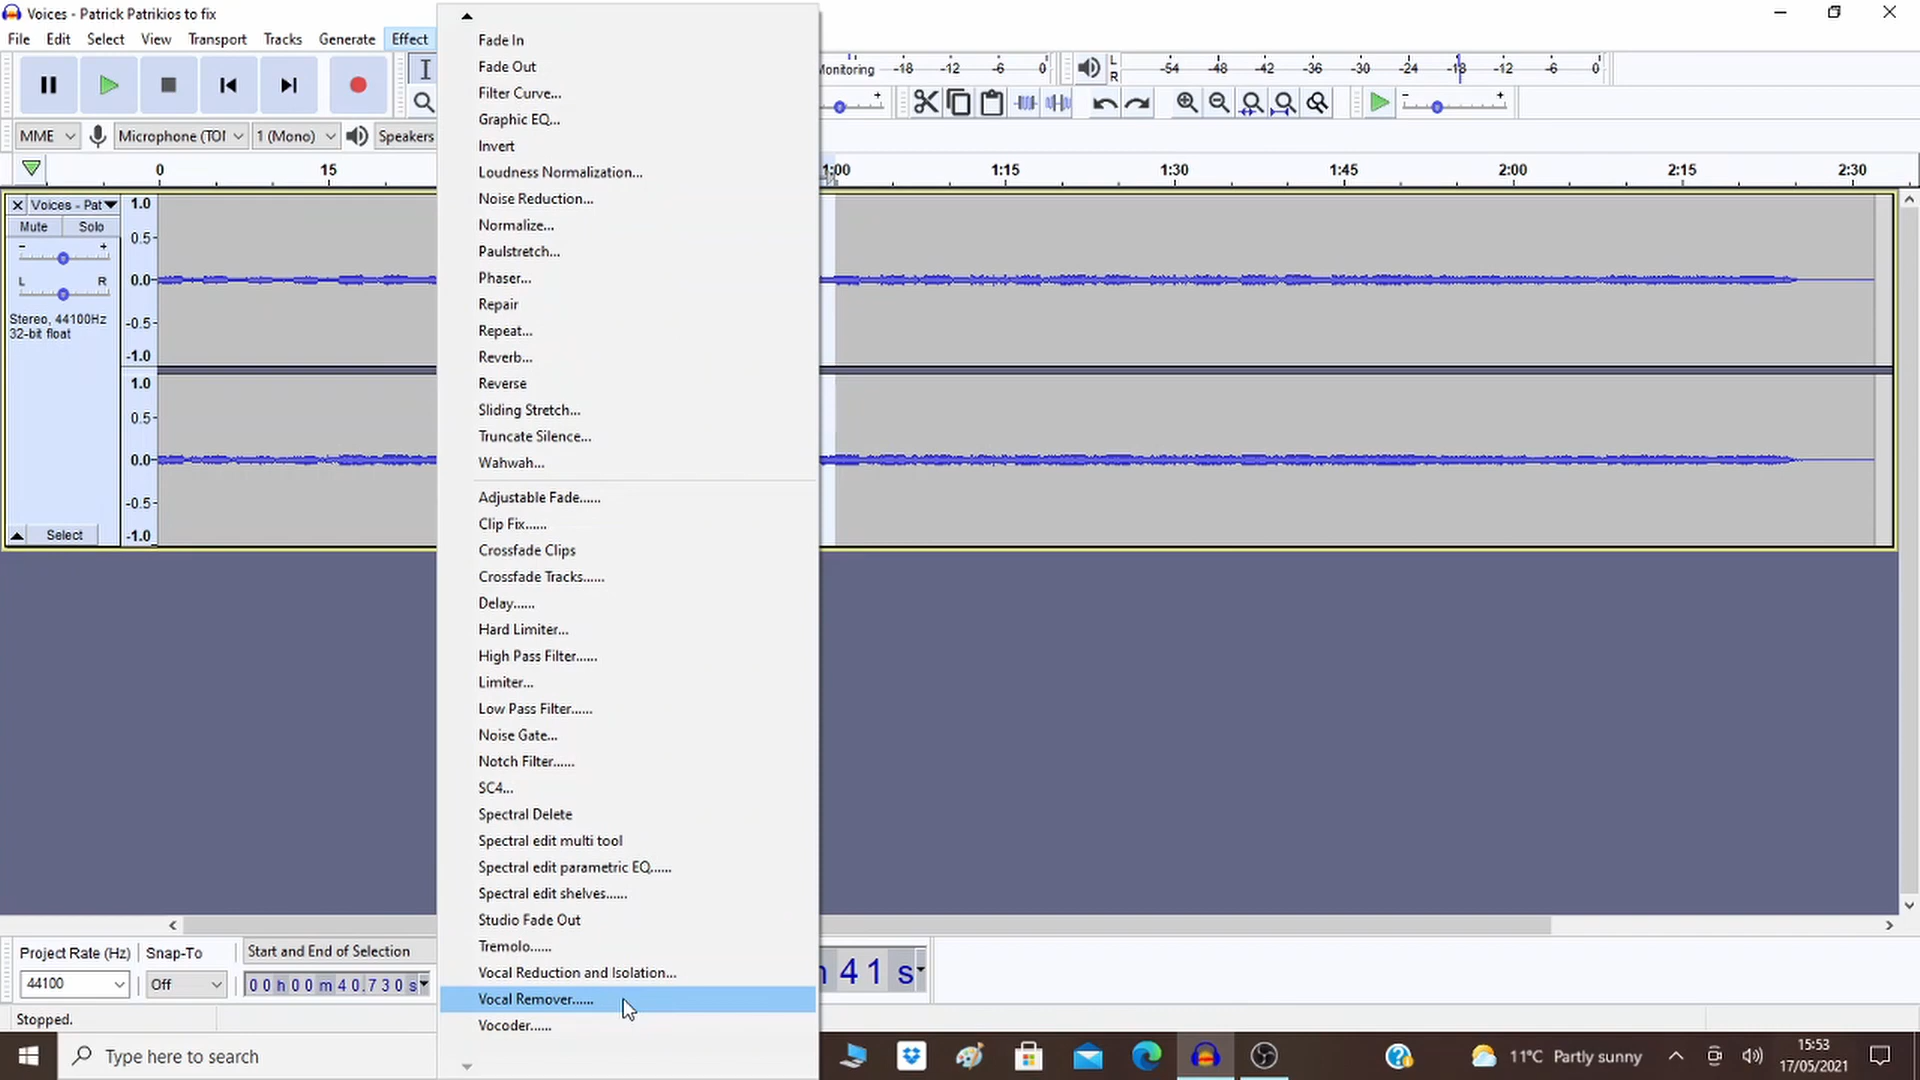 Voices - Patrick Patrikios to fix
File Edit Select View Transport Tracks Generate Effect
Fade In
Fade Out
Filter Curve...
Graphic EQ...
Invert
Loudness Normalization...
Noise Reduction...
Normalize...
Paulstretch...
Phaser...
Repair
Repeat...
Reverb...
Reverse
Sliding Stretch...
Truncate Silence...
Wahwah...
Adjustable Fade......
Clip Fix......
Crossfade Clips
Crossfade Tracks......
Delay......
Hard Limiter...
High Pass Filter......
Limiter...
Low Pass Filter......
Noise Gate...
Notch Filter......
SC4...
Spectral Delete
Spectral edit multi tool
Spectral edit parametric EQ......
Spectral edit shelves......
Studio Fade Out
Tremolo......
Vocal Reduction and Isolation...
Vocal Remover......
Vocoder......
Monitoring -18 -12 -6 0
L
R
-54 -48 -42 -36 -30 -24 -18 -12 -6 0
- +
MME Microphone (TOI 1 (Mono) Speakers
0 15 1:00 1:15 1:30 1:45 2:00 2:15 2:30
Voices - Pat
Mute Solo
- +
L R
Stereo, 44100Hz
32-bit float
Select
1.0
0.5
0.0
-0.5
-1.0
1.0
0.5
0.0
-0.5
-1.0
Project Rate (Hz) Snap-To Start and End of Selection
44100 Off 00 h 00 m 40.730 s
41 s
Stopped.
Type here to search
11°C Partly sunny
15:53
17/05/2021